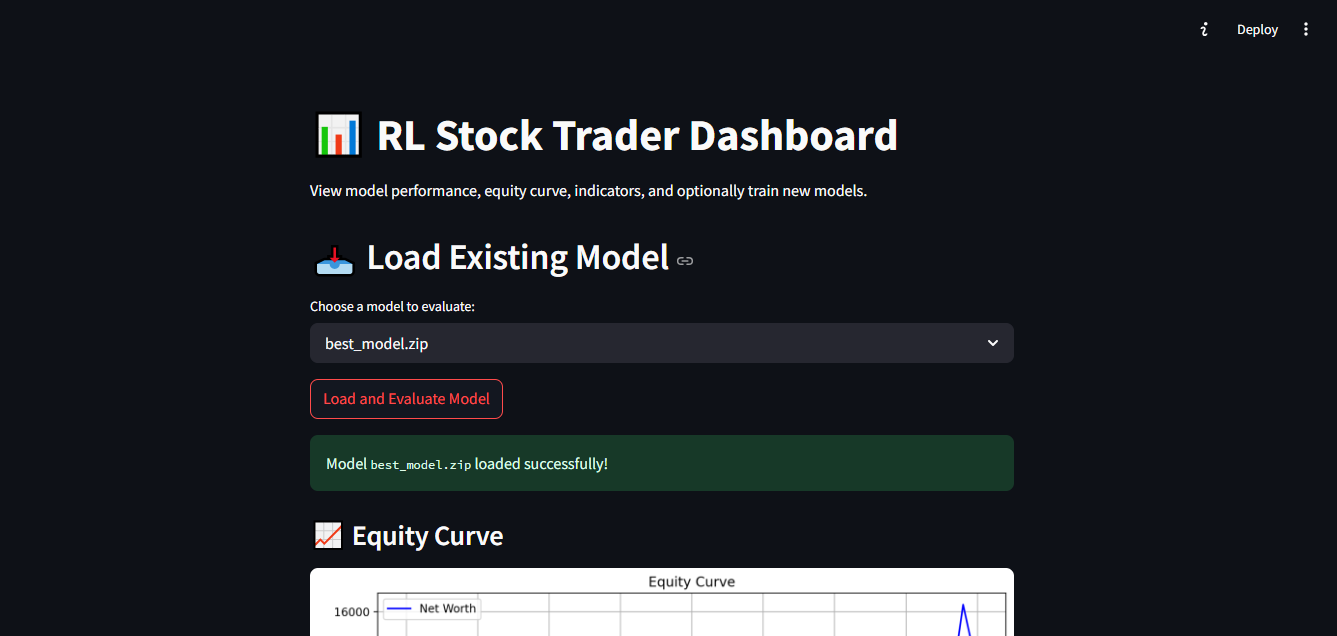 Deploy
RL Stock Trader Dashboard
View model performance, equity curve, indicators, and optionally train new models.
Load Existing Model
Choose a model to evaluate:
best_model.zip
Load and Evaluate Model
Model best_model.zip loaded successfully!
Equity Curve
Equity Curve
16000
Net Worth